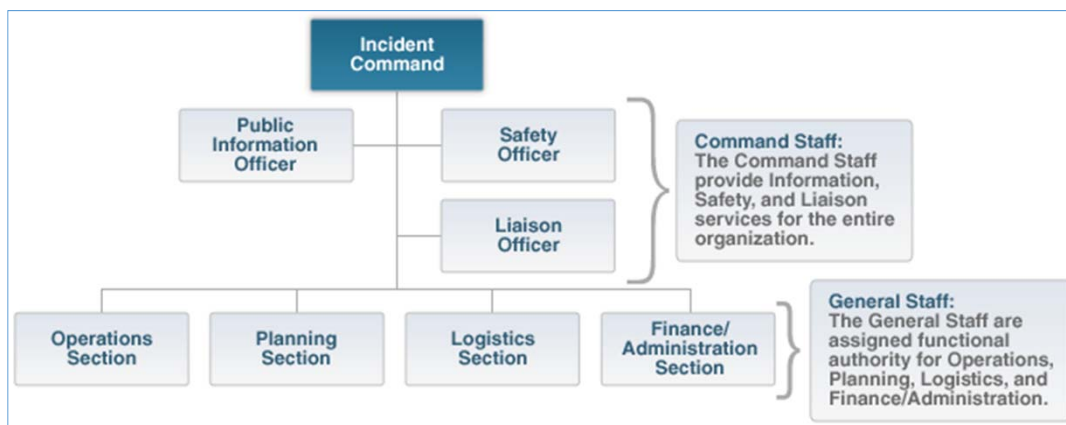 Incident
Command
Public
Information
Officer
Safety
Officer
Liaison
Officer
Command Staff:
The Command Staff
provide Information,
Safety, and Liaison
services for the entire
organization.
Operations
Section
Planning
Section
Logistics
Section
Finance/
Administration
Section
General Staff:
The General Staff are
assigned functional
authority for Operations,
Planning, Logistics, and
Finance/Administration.